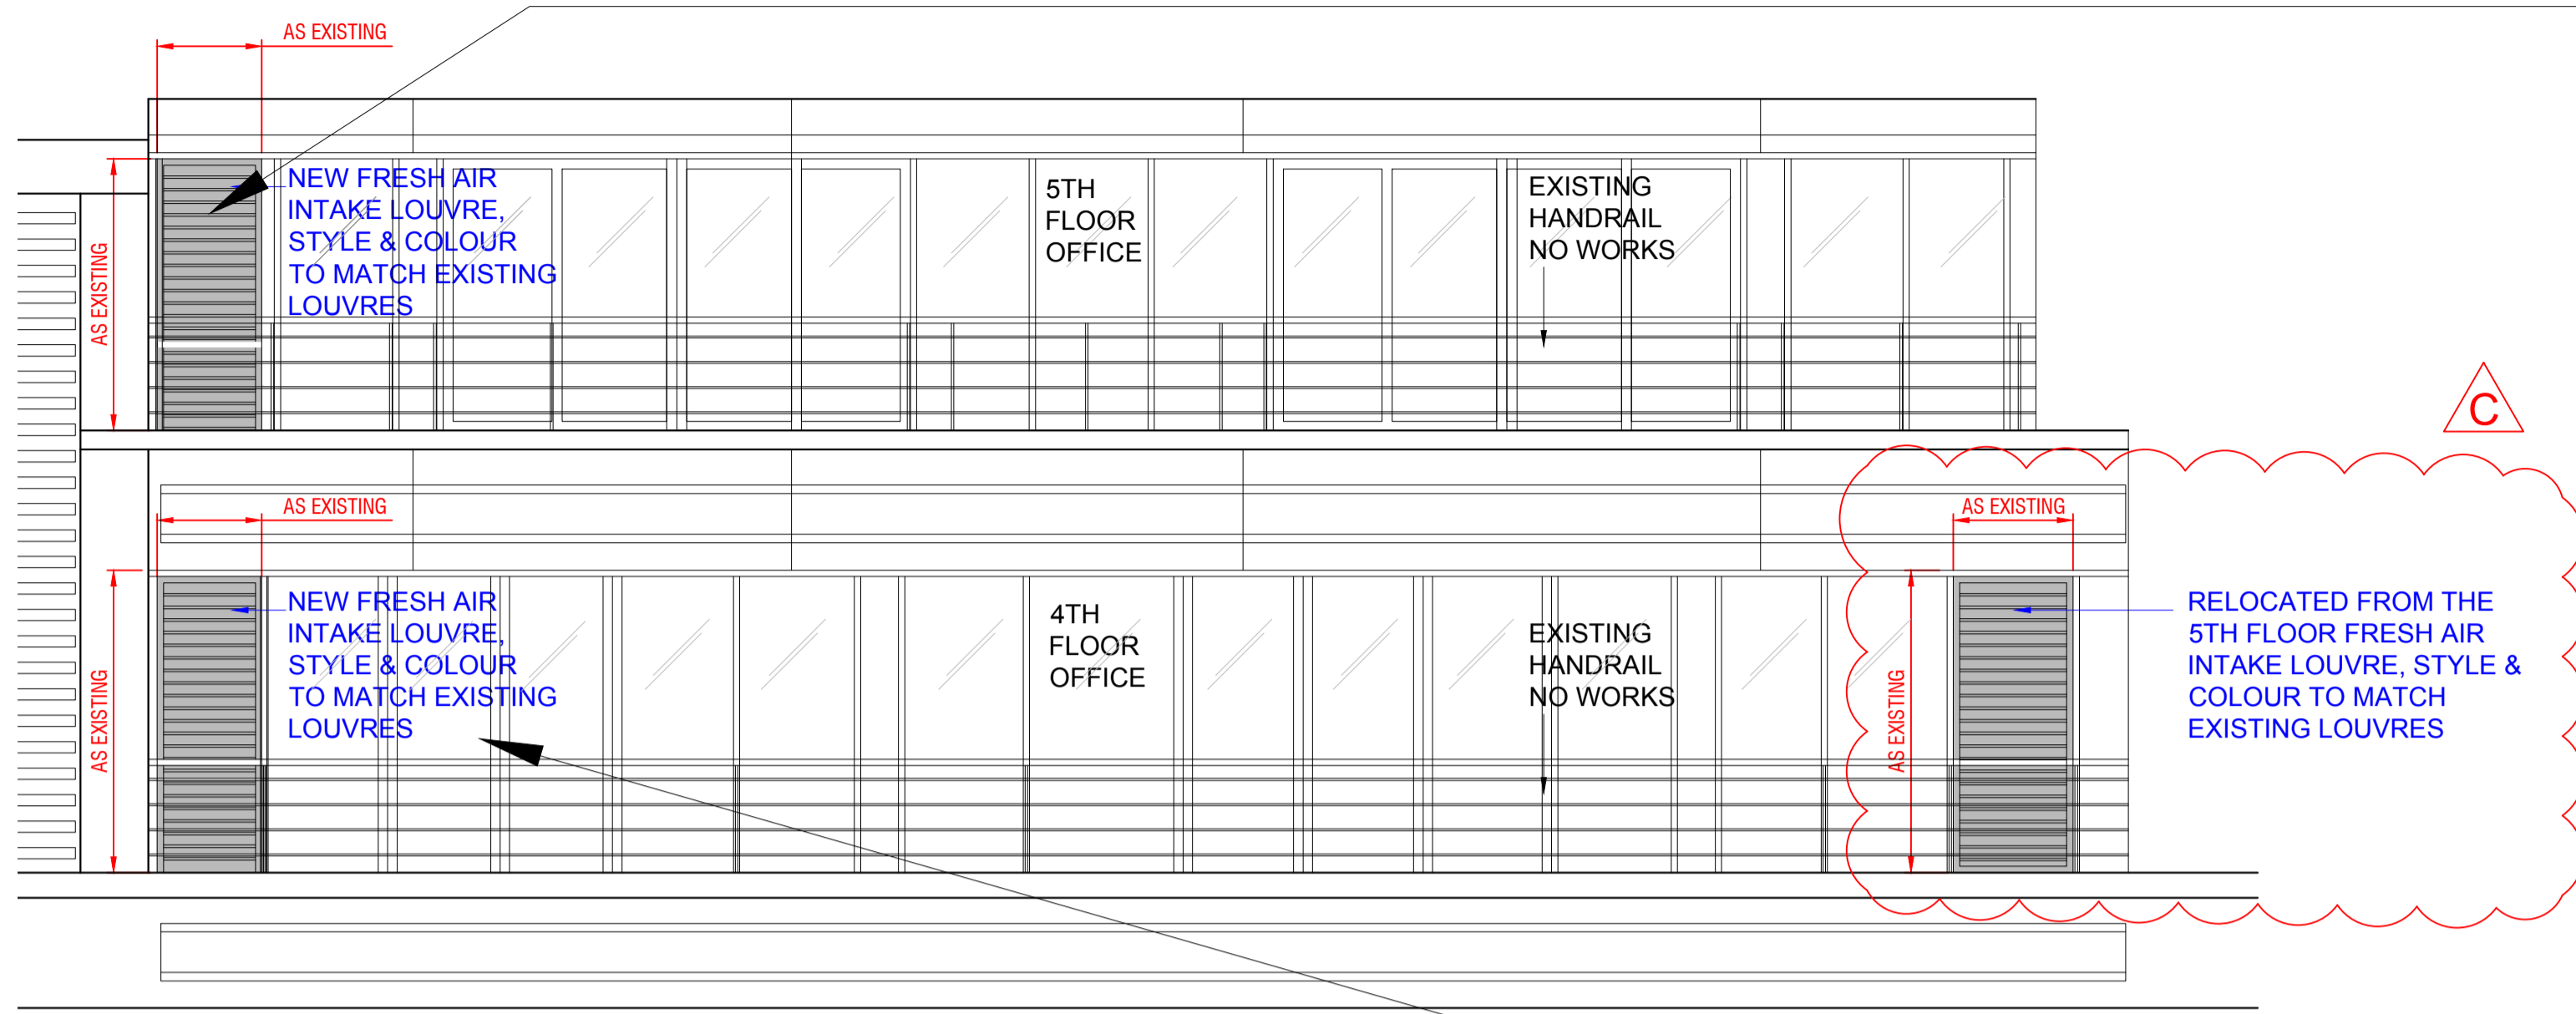 AS EXISTING
AS EXISTING
NEW FRESH AIR
INTAKE LOUVRE,
STYLE & COLOUR
TO MATCH EXISTING
LOUVRES
5TH
FLOOR
OFFICE
EXISTING
HANDRAIL
NO WORKS
C
AS EXISTING
AS EXISTING
NEW FRESH AIR
INTAKE LOUVRE,
STYLE & COLOUR
TO MATCH EXISTING
LOUVRES
4TH
FLOOR
OFFICE
EXISTING
HANDRAIL
NO WORKS
AS EXISTING
AS EXISTING
RELOCATED FROM THE
5TH FLOOR FRESH AIR
INTAKE LOUVRE, STYLE &
COLOUR TO MATCH
EXISTING LOUVRES